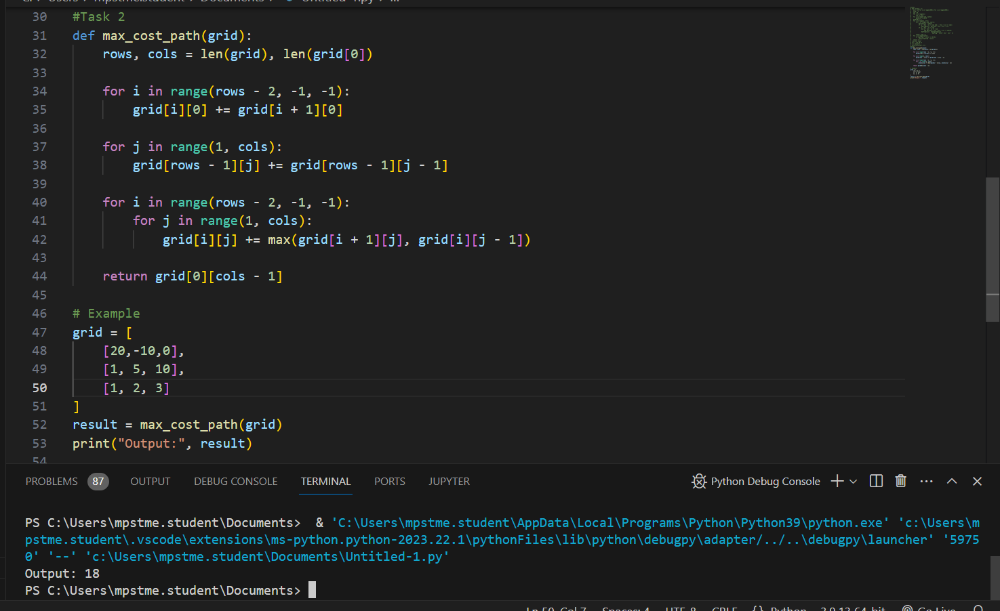 30 #Task 2
31 def max_cost_path(grid):
32     rows, cols = len(grid), len(grid[0])
33
34     for i in range(rows - 2, -1, -1):
35         grid[i][0] += grid[i + 1][0]
36
37     for j in range(1, cols):
38         grid[rows - 1][j] += grid[rows - 1][j - 1]
39
40     for i in range(rows - 2, -1, -1):
41         for j in range(1, cols):
42             grid[i][j] += max(grid[i + 1][j], grid[i][j - 1])
43
44     return grid[0][cols - 1]
45
46 # Example
47 grid = [
48     [20,-10,0],
49     [1, 5, 10],
50     [1, 2, 3]
51 ]
52 result = max_cost_path(grid)
53 print("Output:", result)
54
PROBLEMS 87 OUTPUT DEBUG CONSOLE TERMINAL PORTS JUPYTER Python Debug Console
PS C:\Users\mpstme.student\Documents>  & 'C:\Users\mpstme.student\AppData\Local\Programs\Python\Python39\python.exe' 'c:\Users\m
pstme.student\.vscode\extensions\ms-python.python-2023.22.1\pythonFiles\lib\python\debugpy\adapter/../..\debugpy\launcher' '5975
0' '--' 'c:\Users\mpstme.student\Documents\Untitled-1.py'
Output: 18
PS C:\Users\mpstme.student\Documents>
Ln 50, Col 7 Spaces: 4 UTF-8 CRLF {} Python 3.9.13 64-bit Go Live